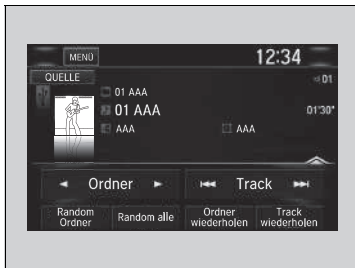 MENÜ 12:34
QUELLE 01
01 AAA
01 AAA 01'30"
AAA AAA
Ordner Track
Random Ordner Random alle Ordner wiederholen Track wiederholen